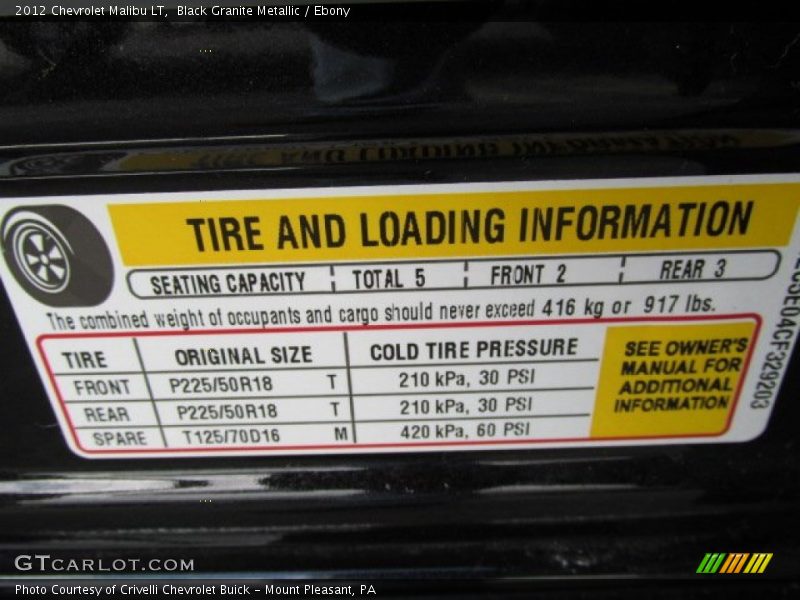 2012 Chevrolet Malibu LT, Black Granite Metallic / Ebony
TIRE AND LOADING INFORMATION
SEATING CAPACITY TOTAL 5 FRONT 2 REAR 3
The combined weight of occupants and cargo should never exceed 416 kg or 917 lbs.
TIRE ORIGINAL SIZE COLD TIRE PRESSURE
FRONT P225/50R18 T 210 kPa, 30 PSI
REAR P225/50R18 T 210 kPa, 30 PSI
SPARE T125/70D16 M 420 kPa, 60 PSI
SEE OWNER'S
MANUAL FOR
ADDITIONAL
INFORMATION
GTCARLOT.COM
Photo Courtesy of Crivelli Chevrolet Buick - Mount Pleasant, PA